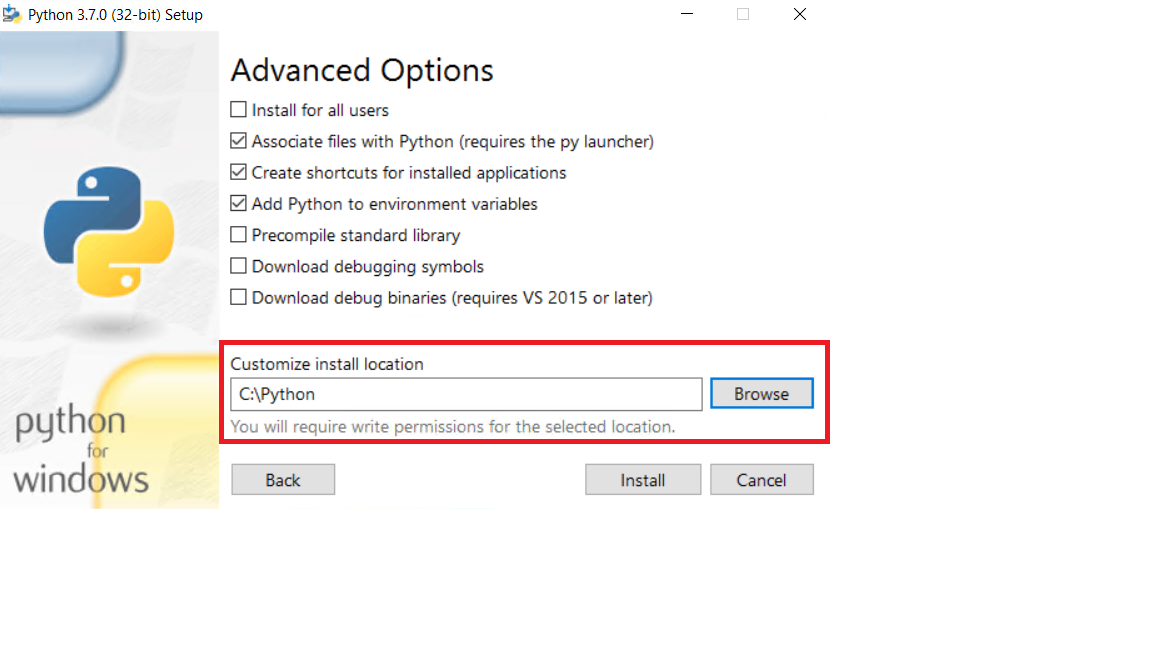 Python 3.7.0 (32-bit) Setup
Advanced Options
Install for all users
Associate files with Python (requires the py launcher)
Create shortcuts for installed applications
Add Python to environment variables
Precompile standard library
Download debugging symbols
Download debug binaries (requires VS 2015 or later)
Customize install location
C:\Python
Browse
You will require write permissions for the selected location.
python
for
windows
Back
Install
Cancel